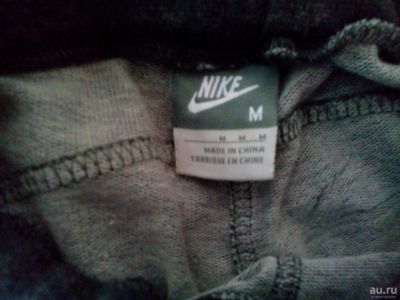 NIKE
M
M M M
MADE IN CHINA
FABRIQUE EN CHINE
au.ru